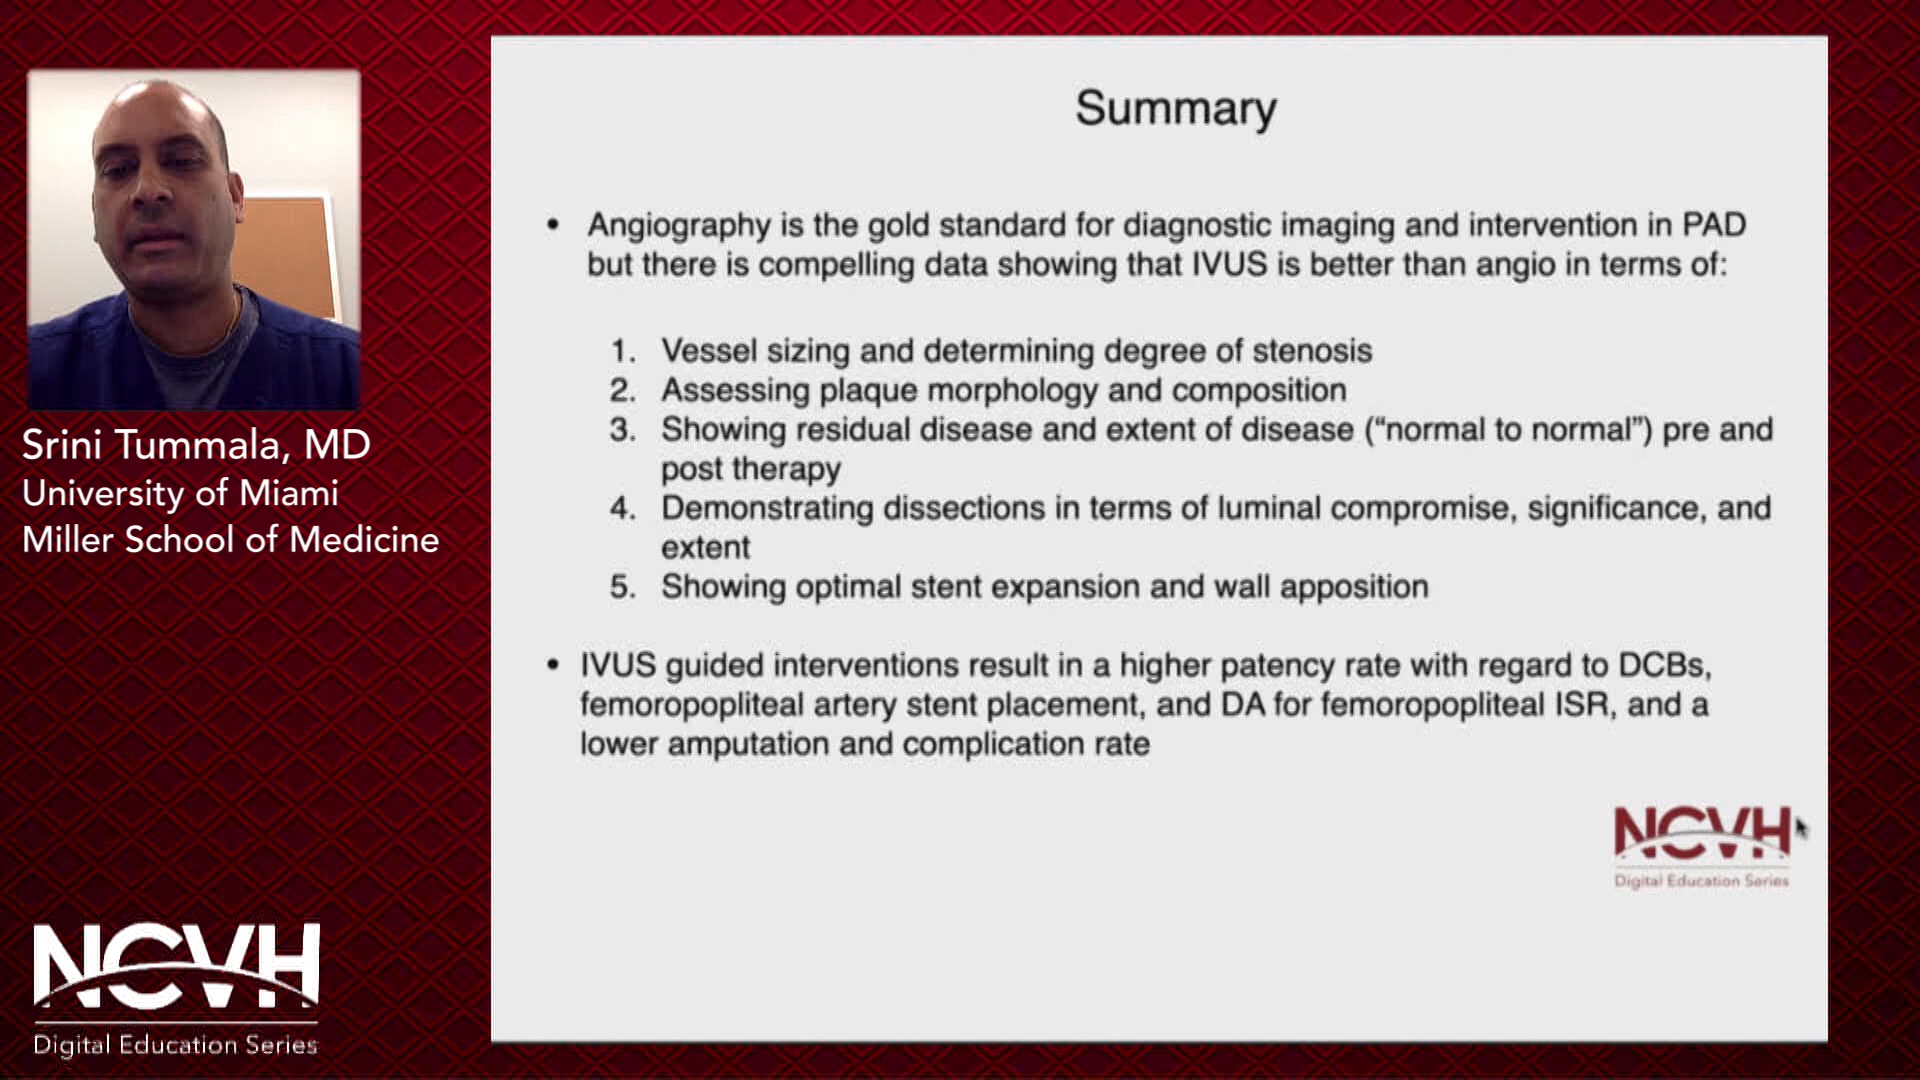 Srini Tummala, MD
University of Miami
Miller School of Medicine
NCVH
Digital Education Series
Summary
• Angiography is the gold standard for diagnostic imaging and intervention in PAD
but there is compelling data showing that IVUS is better than angio in terms of:
1. Vessel sizing and determining degree of stenosis
2. Assessing plaque morphology and composition
3. Showing residual disease and extent of disease (“normal to normal”) pre and
post therapy
4. Demonstrating dissections in terms of luminal compromise, significance, and
extent
5. Showing optimal stent expansion and wall apposition
• IVUS guided interventions result in a higher patency rate with regard to DCBs,
femoropopliteal artery stent placement, and DA for femoropopliteal ISR, and a
lower amputation and complication rate
NCVH
Digital Education Series